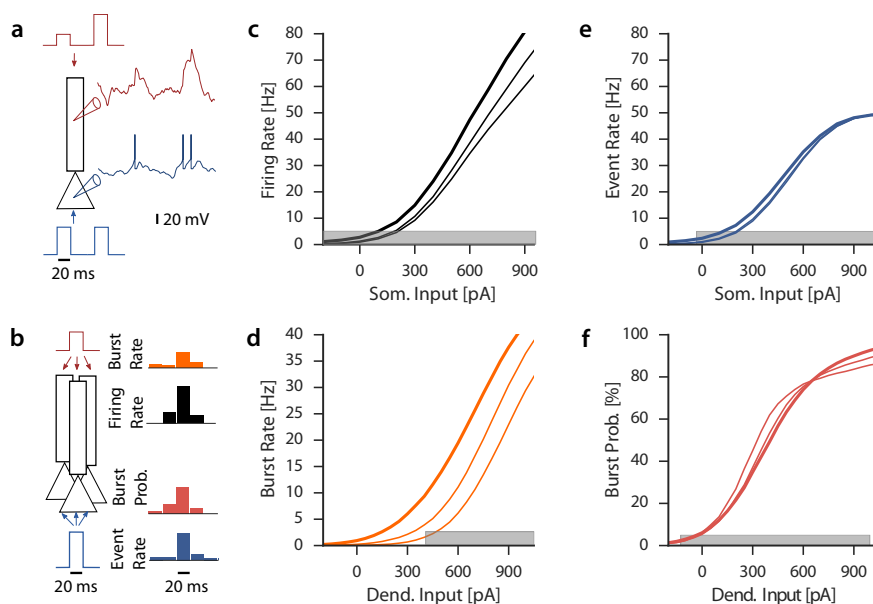 a
20 mV
20 ms
b
Burst
Rate
Firing
Rate
Burst
Prob.
Event
Rate
20 ms
20 ms
c
Firing Rate [Hz]
80
70
60
50
40
30
20
10
0
0 300 600 900
Som. Input [pA]
d
Burst Rate [Hz]
40
35
30
25
20
15
10
5
0
0 300 600 900
Dend. Input [pA]
e
Event Rate [Hz]
80
70
60
50
40
30
20
10
0
0 300 600 900
Som. Input [pA]
f
Burst Prob. [%]
100
80
60
40
20
0
0 300 600 900
Dend. Input [pA]